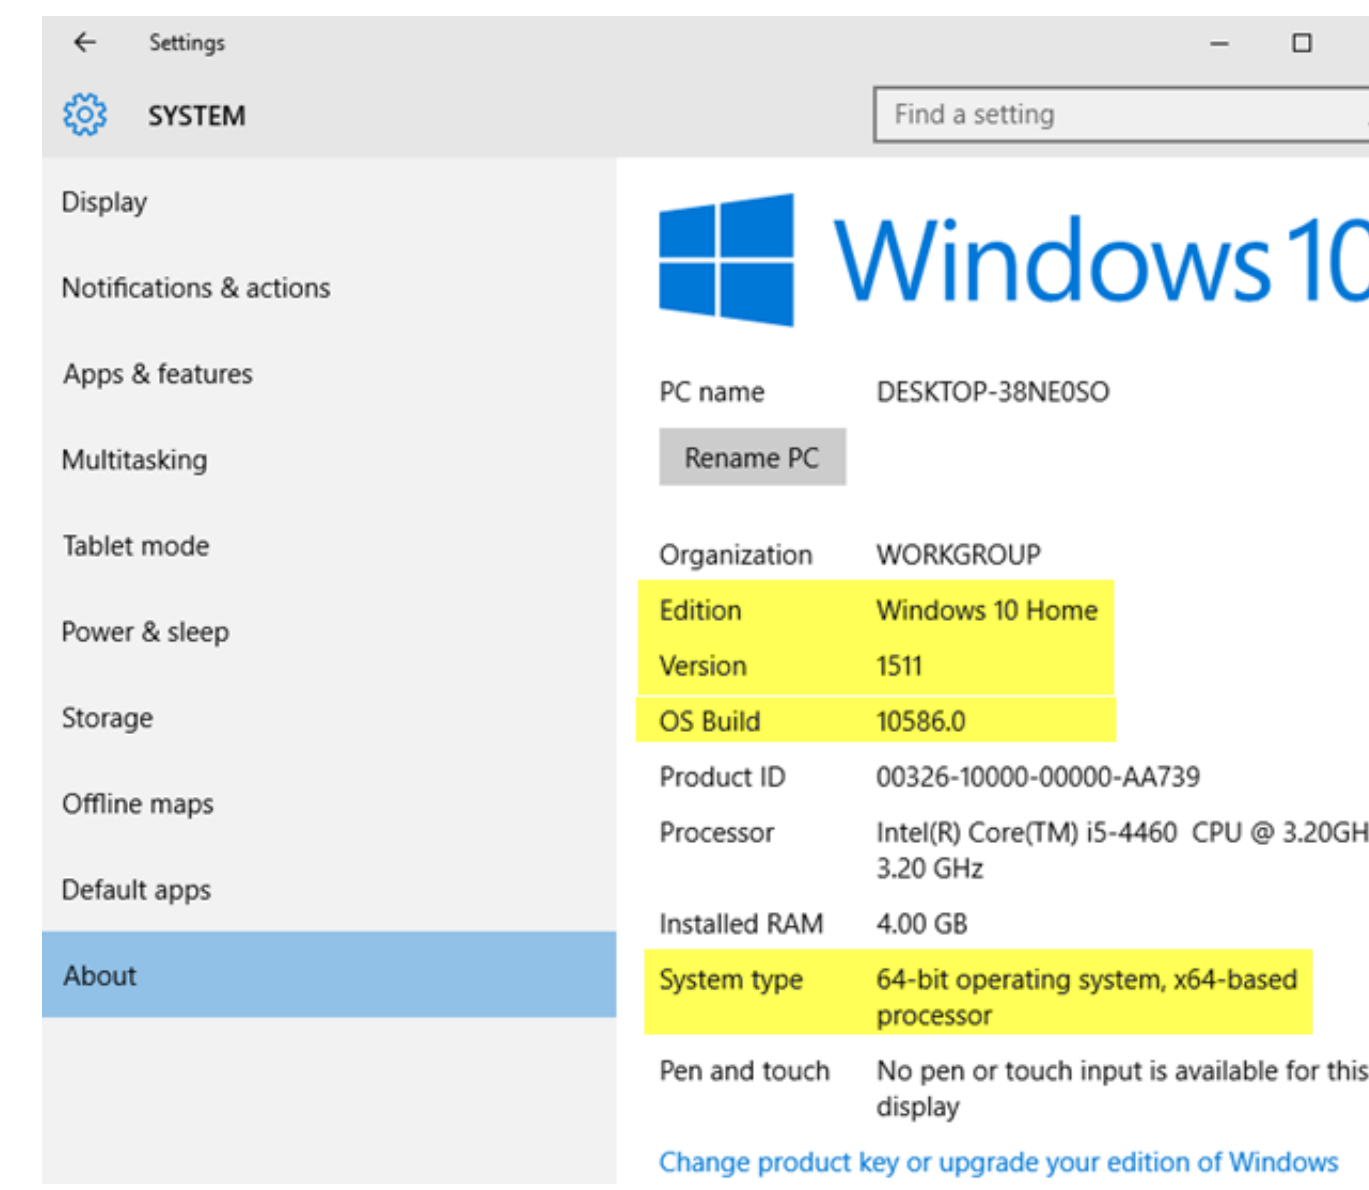 Settings
SYSTEM
Find a setting
Display
Notifications & actions
Apps & features
Multitasking
Tablet mode
Power & sleep
Storage
Offline maps
Default apps
About
Windows 10
PC name DESKTOP-38NE0SO
Rename PC
Organization WORKGROUP
Edition Windows 10 Home
Version 1511
OS Build 10586.0
Product ID 00326-10000-00000-AA739
Processor Intel(R) Core(TM) i5-4460 CPU @ 3.20GH
3.20 GHz
Installed RAM 4.00 GB
System type 64-bit operating system, x64-based
processor
Pen and touch No pen or touch input is available for this
display
Change product key or upgrade your edition of Windows